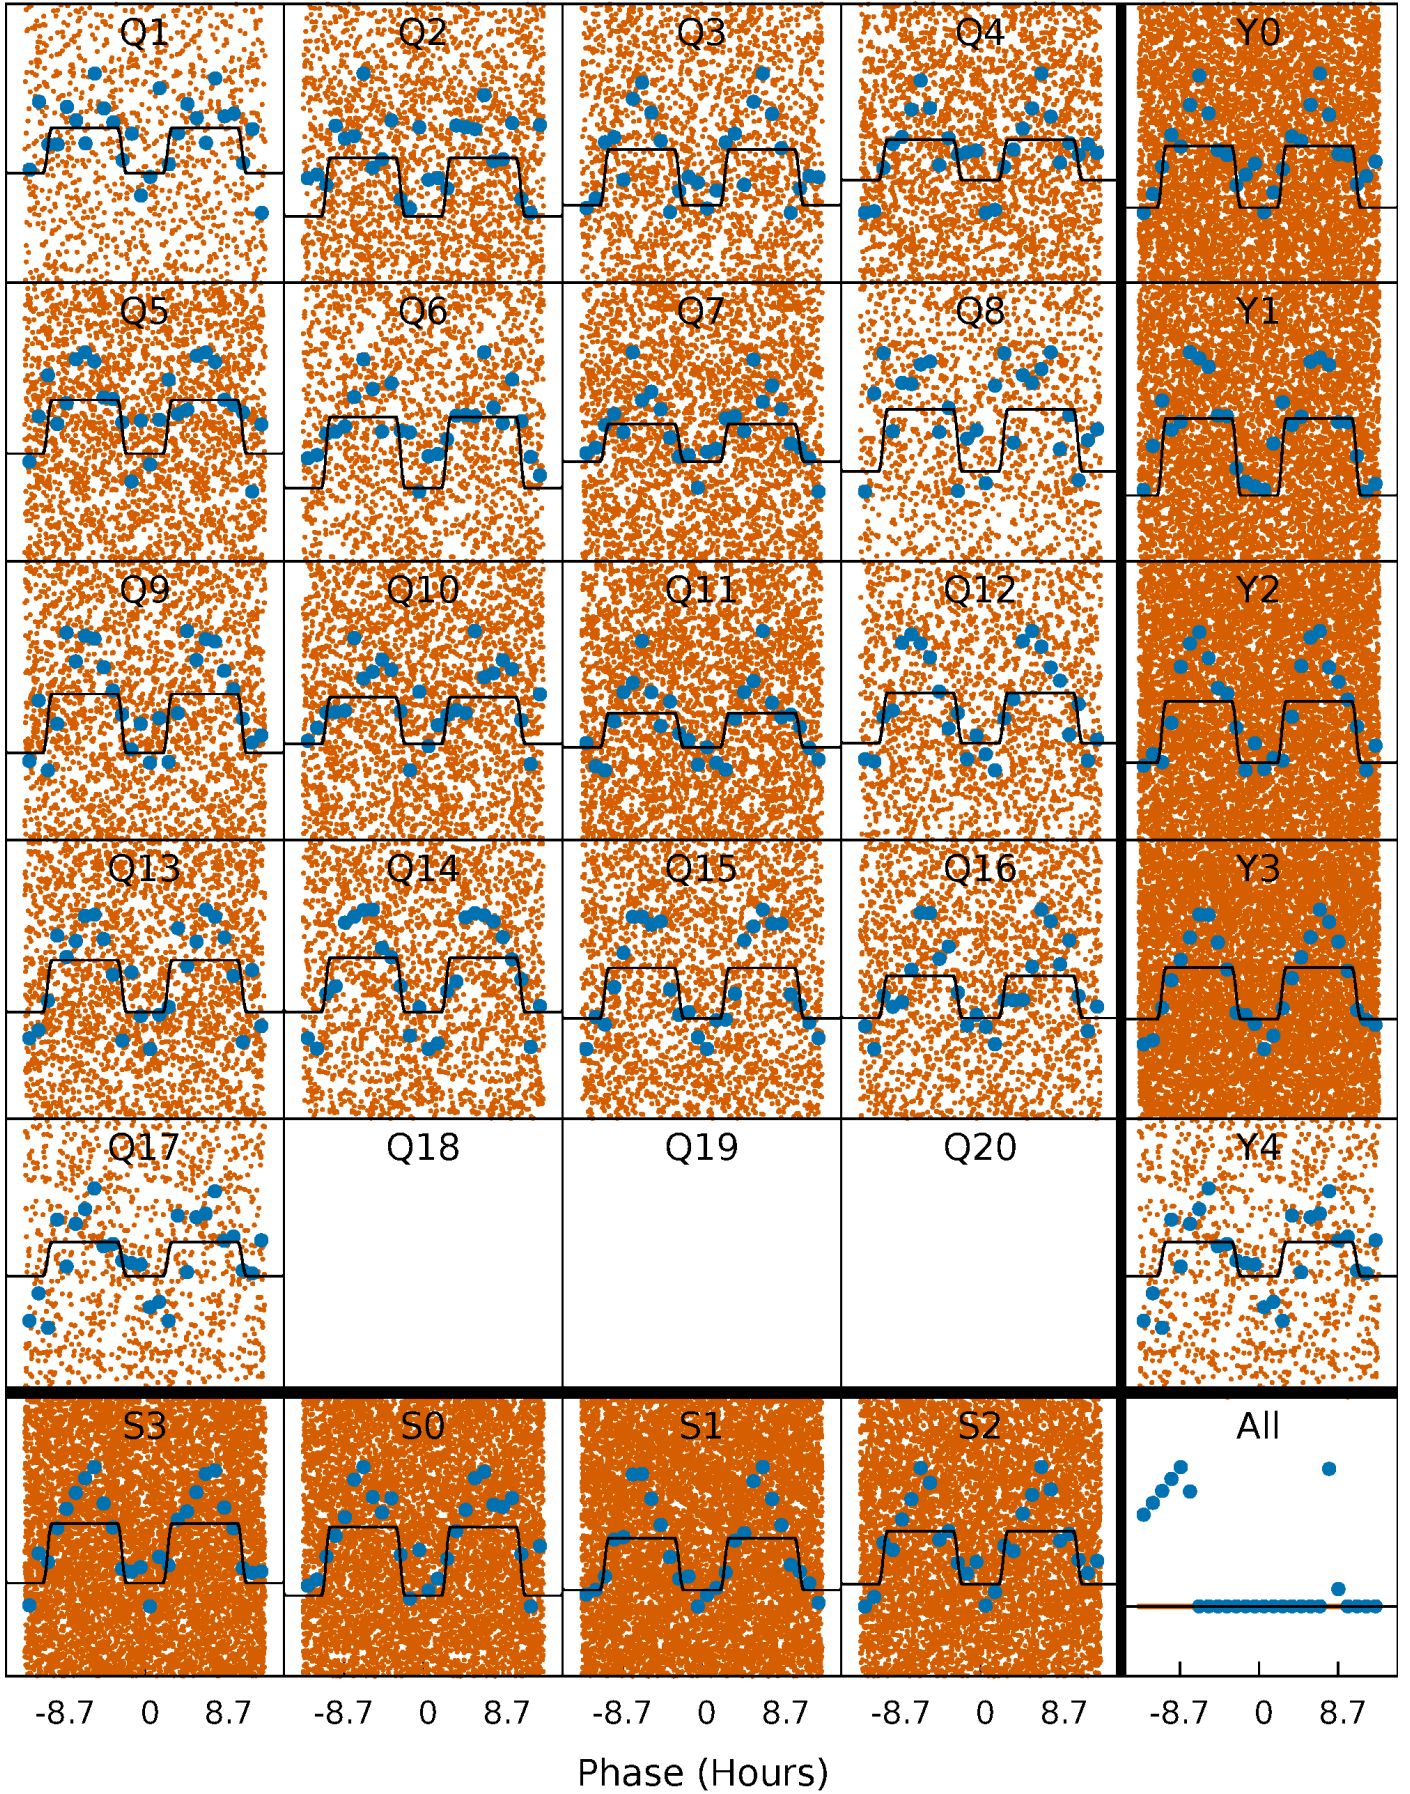 Q1 Q2 Q3 Q4 Y0
Q5 Q6 Q7 Q8 Y1
Q9 Q10 Q11 Q12 Y2
Q13 Q14 Q15 Q16 Y3
Q17 Q18 Q19 Q20 Y4
S3 S0 S1 S2 All
-8.7 0 8.7 -8.7 0 8.7 -8.7 0 8.7 -8.7 0 8.7 -8.7 0 8.7
Phase (Hours)